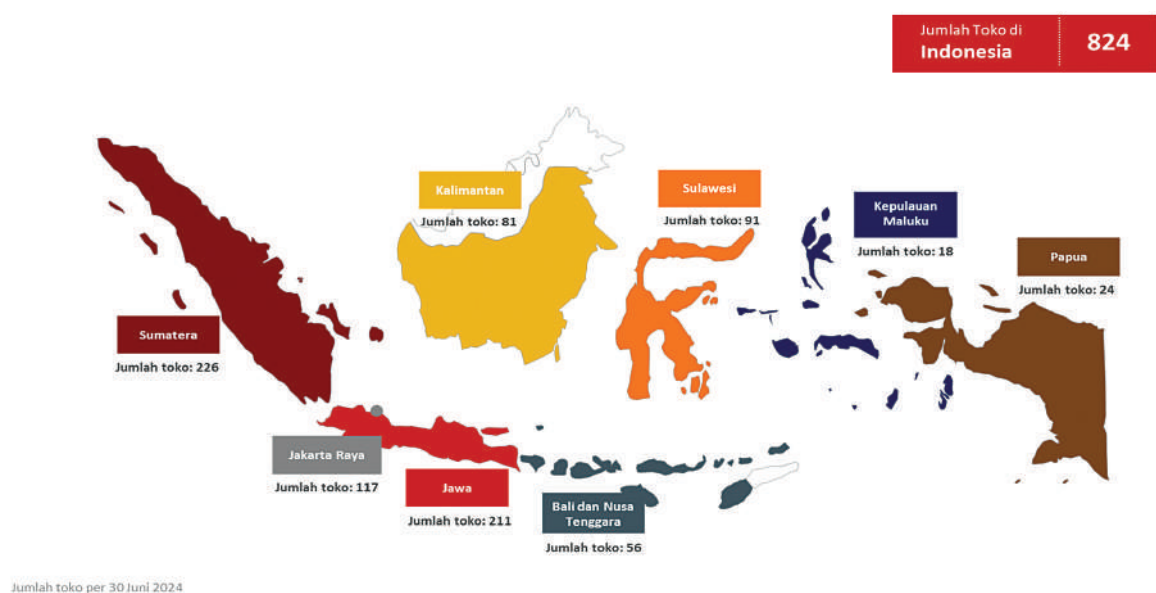 Jumlah Toko di
Indonesia
824
Kalimantan
Jumlah toko: 81
Sulawesi
Jumlah toko: 91
Kepulauan
Maluku
Jumlah toko: 18
Papua
Jumlah toko: 24
Sumatera
Jumlah toko: 226
Jakarta Raya
Jumlah toko: 117
Jawa
Jumlah toko: 211
Bali dan Nusa
Tenggara
Jumlah toko: 56
Jumlah toko per 30 Juni 2024